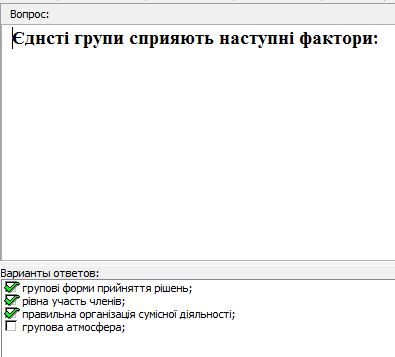 Вопрос:
Єднсті групи сприяють наступні фактори:
Варианты ответов:
групові форми прийняття рішень;
рівна участь членів;
правильна організація сумісної діяльності;
групова атмосфера;